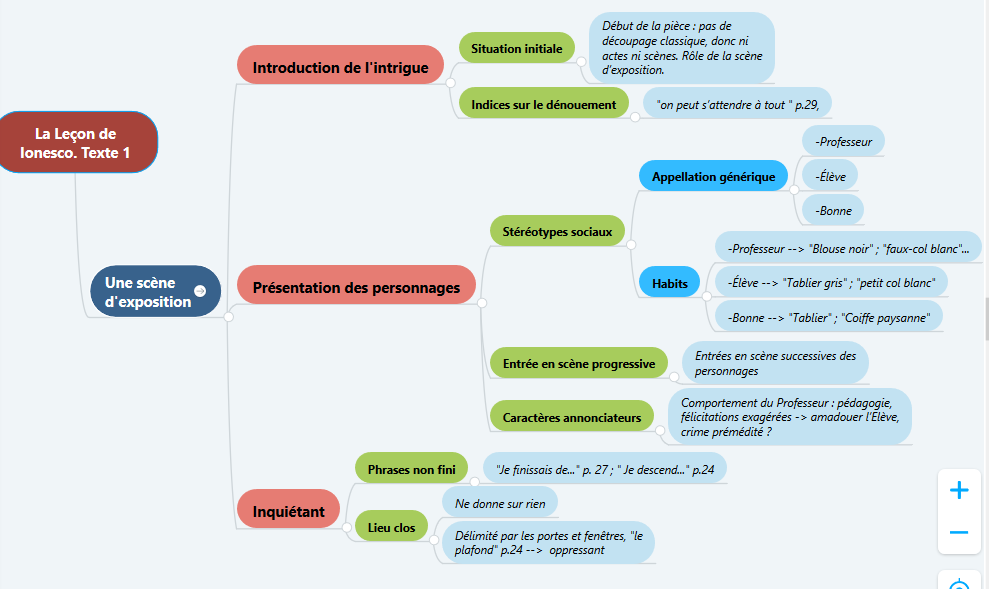 La Leçon de
Ionesco. Texte 1
Une scène
d'exposition
Introduction de l'intrigue
Situation initiale
Début de la pièce : pas de
découpage classique, donc ni
actes ni scènes. Rôle de la scène
d'exposition.
Indices sur le dénouement
"on peut s'attendre à tout " p.29,
Présentation des personnages
Stéréotypes sociaux
Appellation générique
-Professeur
-Élève
-Bonne
Habits
-Professeur --> "Blouse noir" ; "faux-col blanc"...
-Élève --> "Tablier gris" ; "petit col blanc"
-Bonne --> "Tablier" ; "Coiffe paysanne"
Entrée en scène progressive
Entrées en scène successives des
personnages
Caractères annonciateurs
Comportement du Professeur : pédagogie,
félicitations exagérées -> amadouer l'Elève,
crime prémédité ?
Inquiétant
Phrases non fini
"Je finissais de..." p. 27 ; " Je descend..." p.24
Lieu clos
Ne donne sur rien
Délimité par les portes et fenêtres, "le
plafond" p.24 --> oppressant